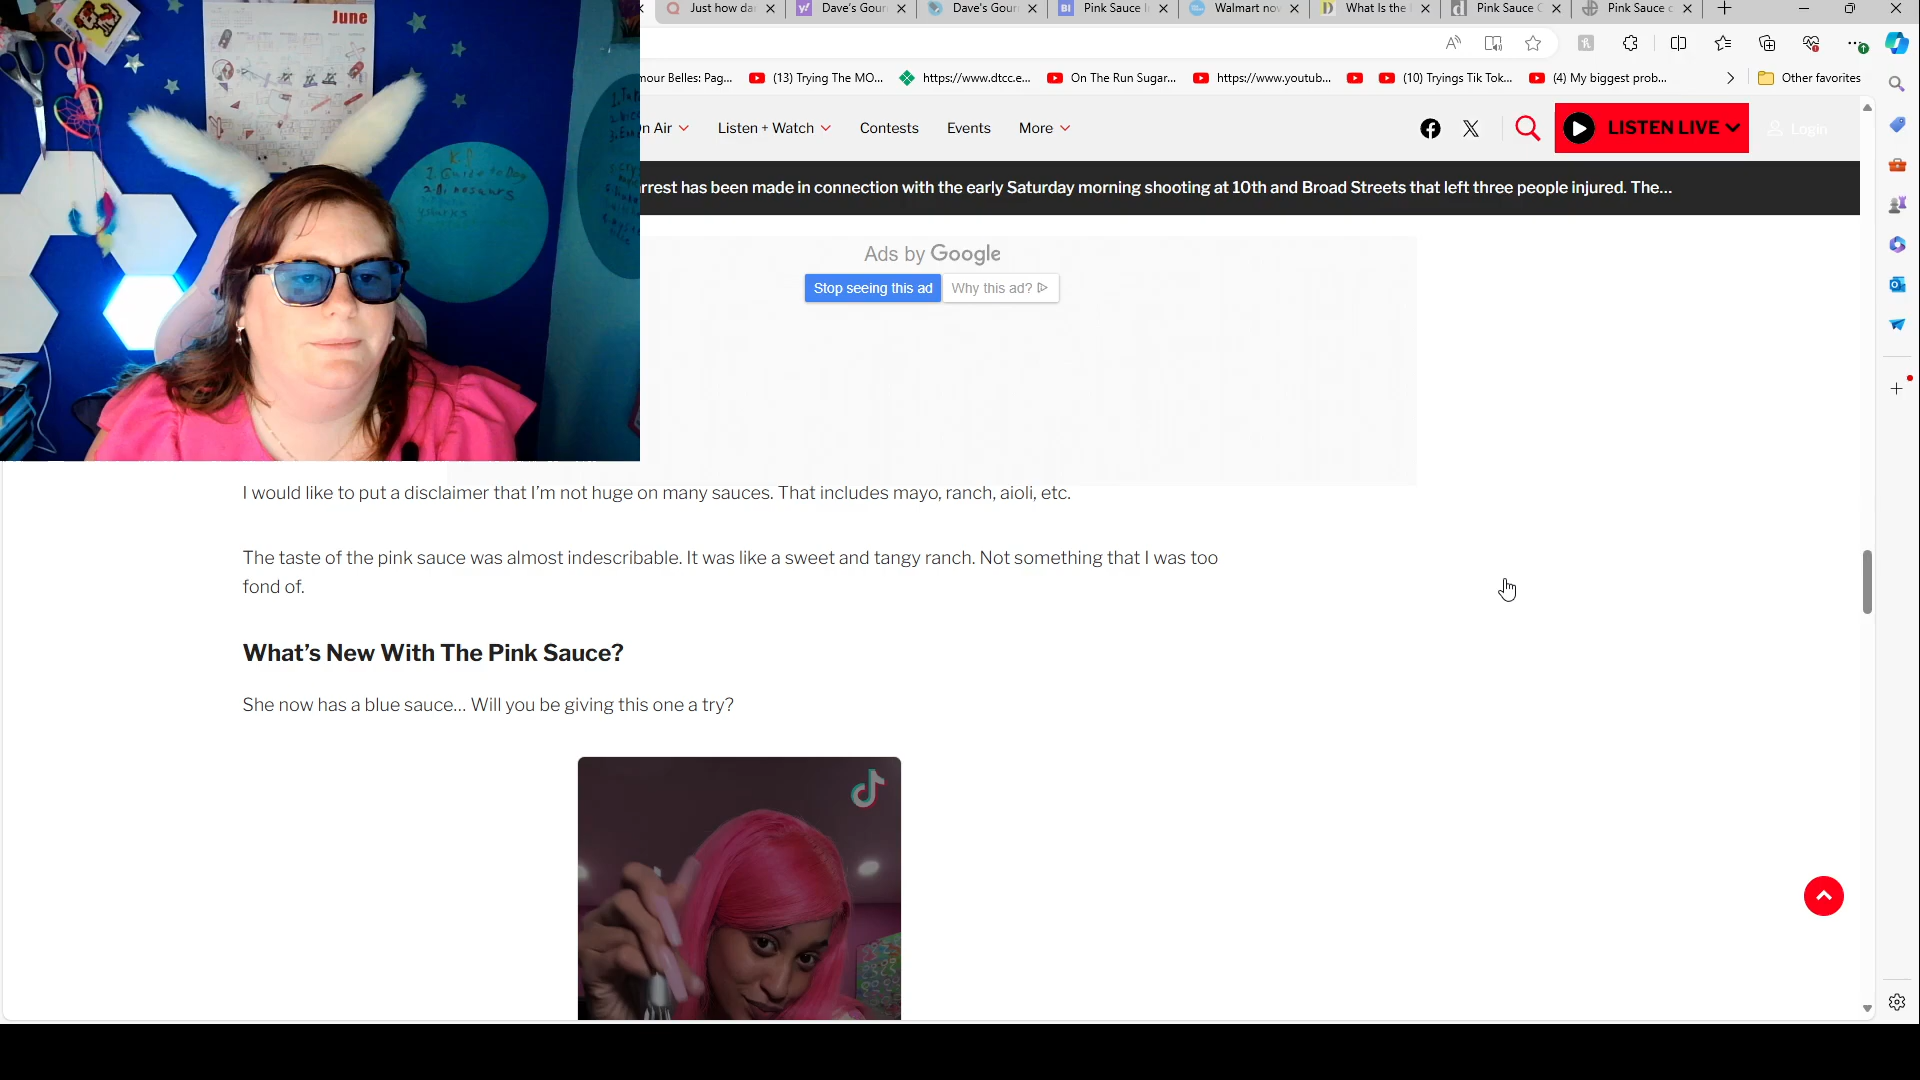 June
K.P
Just how da
Dave's Gour
Dave's Gour
Pink Sauce I
Walmart no
What Is the
Pink Sauce
Pink Sauce c
mour Belles: Pag...
(13) Trying The MO...
https://www.dtcc.e...
On The Run Sugar...
https://www.youtub...
(10) Tryings Tik Tok...
(4) My biggest prob...
Other favorites
n Air
Listen + Watch
Contests
Events
More
LISTEN LIVE
Login
rrest has been made in connection with the early Saturday morning shooting at 10th and Broad Streets that left three people injured. The...
Ads by Google
Stop seeing this ad
Why this ad?
I would like to put a disclaimer that I'm not huge on many sauces. That includes mayo, ranch, aioli, etc.
The taste of the pink sauce was almost indescribable. It was like a sweet and tangy ranch. Not something that I was too
fond of.
What's New With The Pink Sauce?
She now has a blue sauce... Will you be giving this one a try?